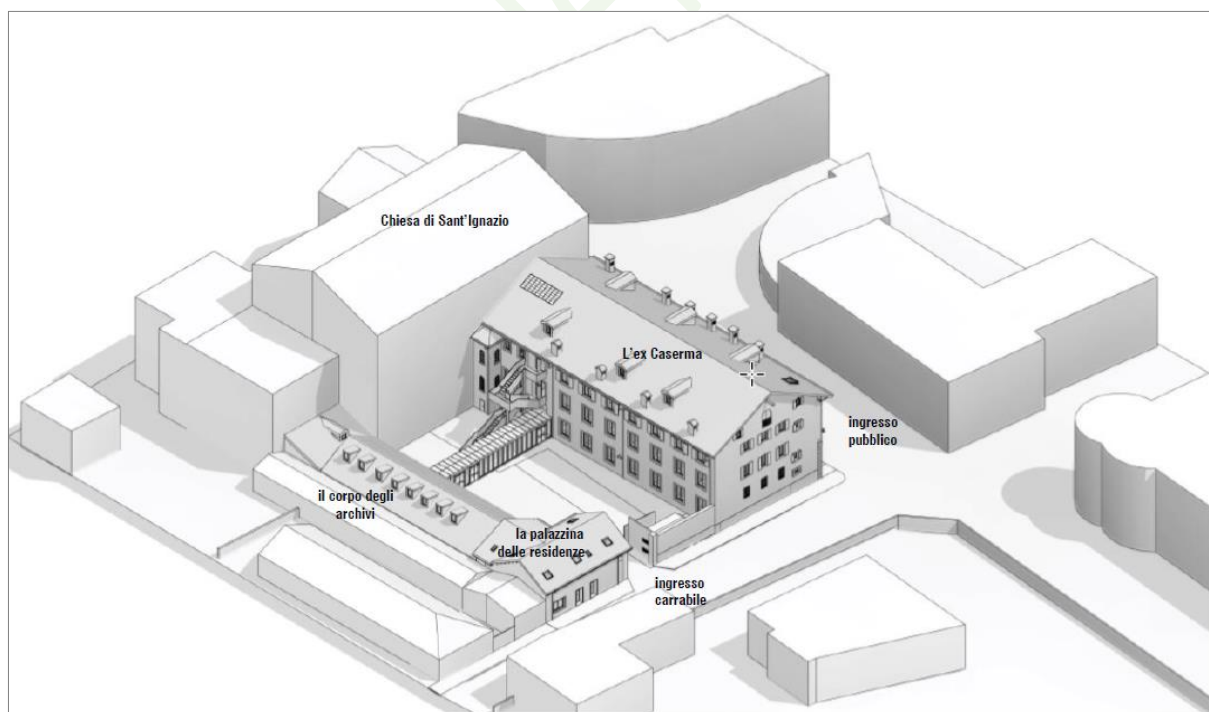 Chiesa di Sant'Ignazio
L'ex Caserma
ingresso
pubblico
il corpo degli
archivi
la palazzina
delle residenze
ingresso
carrabile